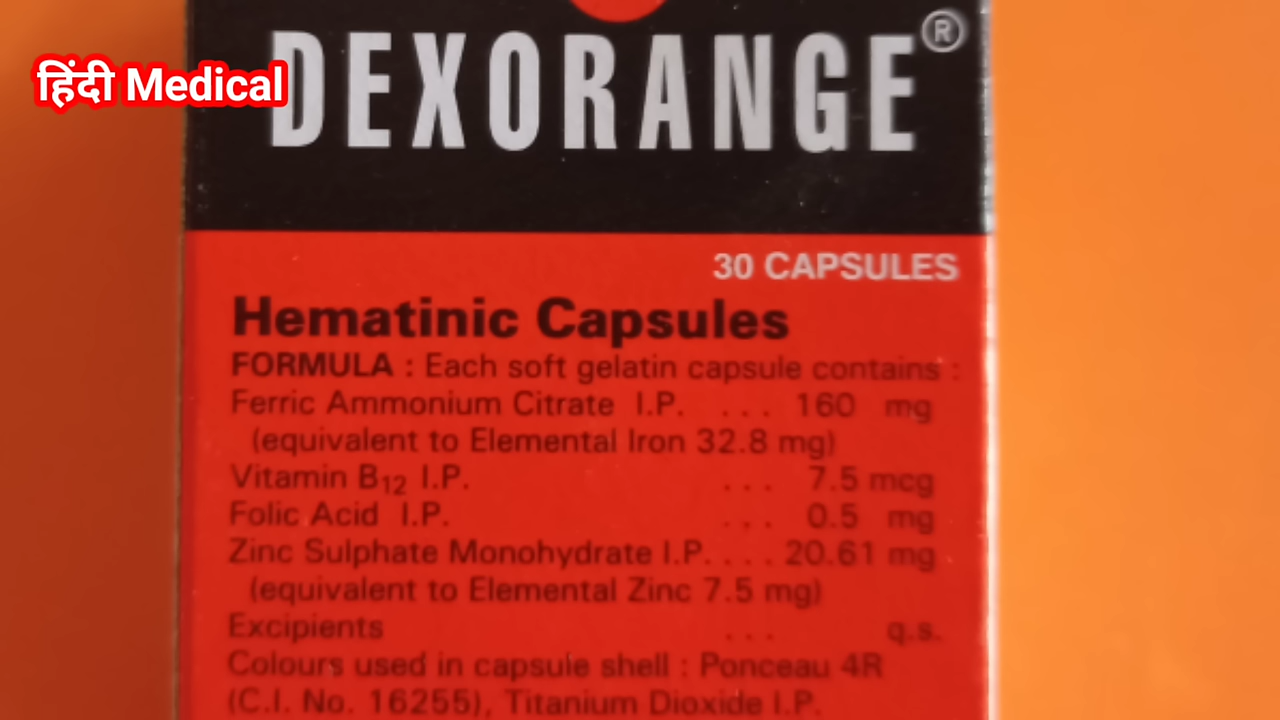 हिंदी Medical
DEXORANGE®
30 CAPSULES
Hematinic Capsules
FORMULA : Each soft gelatin capsule contains :
Ferric Ammonium Citrate I.P. ... 160 mg
(equivalent to Elemental Iron 32.8 mg)
Vitamin B12 I.P. ... 7.5 mcg
Folic Acid I.P. ... 0.5 mg
Zinc Sulphate Monohydrate I.P. .... 20.61 mg
(equivalent to Elemental Zinc 7.5 mg)
Excipients ... q.s.
Colours used in capsule shell : Ponceau 4R
(C.I. No. 16255), Titanium Dioxide I.P.